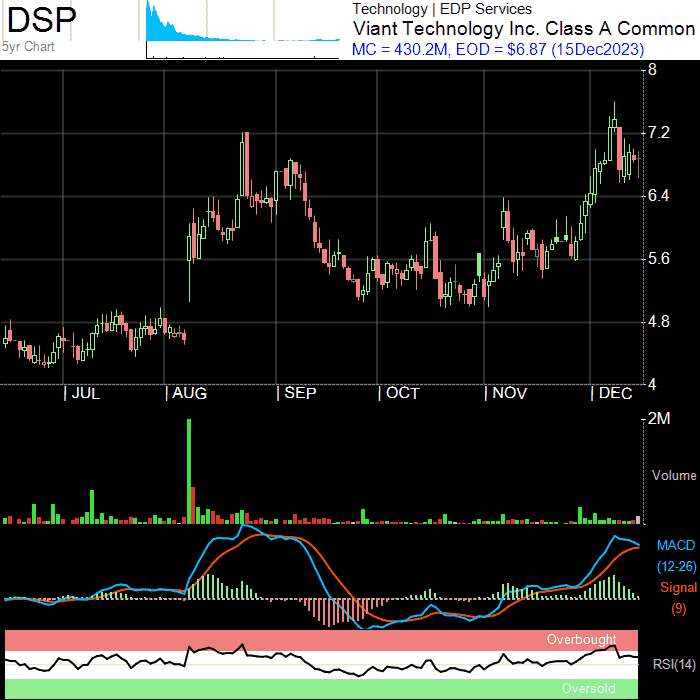 DSP
5yr Chart
Technology | EDP Services
Viant Technology Inc. Class A Common
MC = 430.2M, EOD = $6.87 (15Dec2023)
8
7.2
6.4
5.6
4.8
4
| JUL | AUG | SEP | OCT | NOV | DEC
2M
Volume
MACD
(12-26)
Signal
(9)
Overbought
RSI(14)
Oversold